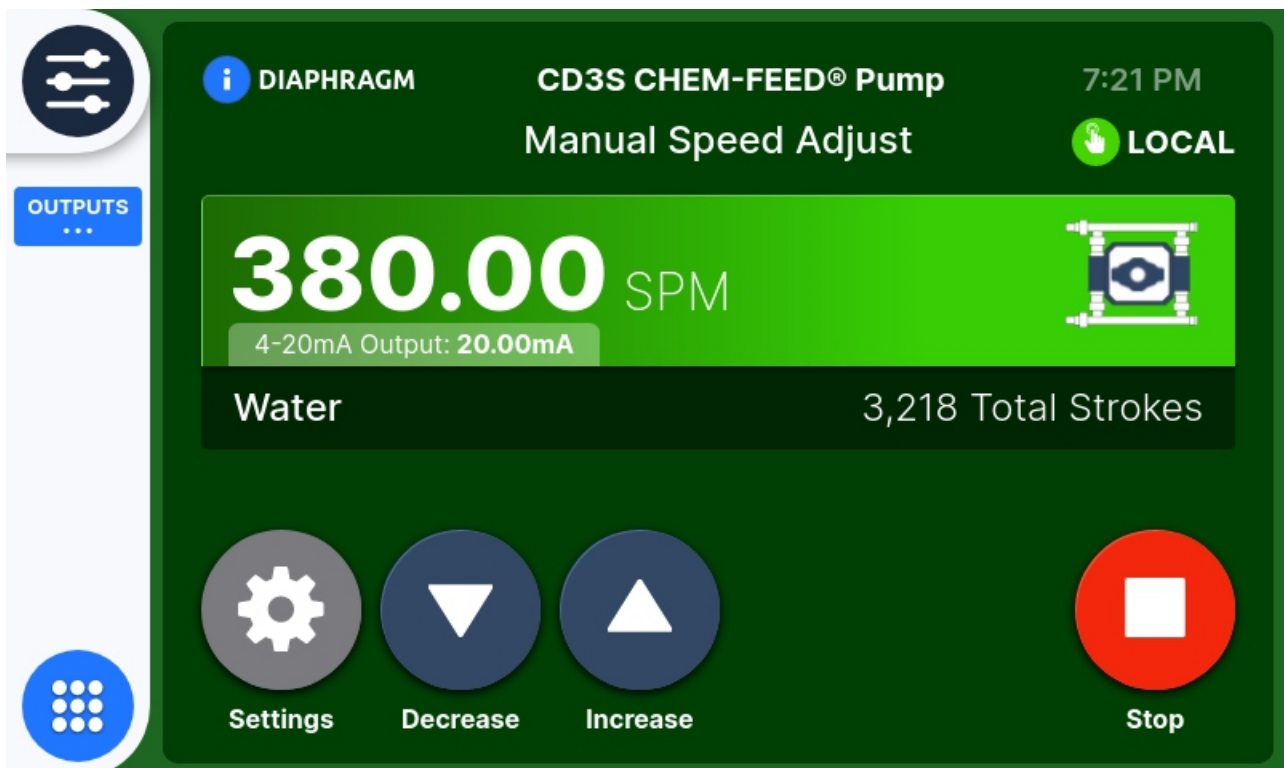 DIAPHRAGM CD3S CHEM-FEED® Pump 7:21 PM
Manual Speed Adjust LOCAL
OUTPUTS
...
380.00 SPM
4-20mA Output: 20.00mA
Water 3,218 Total Strokes
Settings Decrease Increase Stop